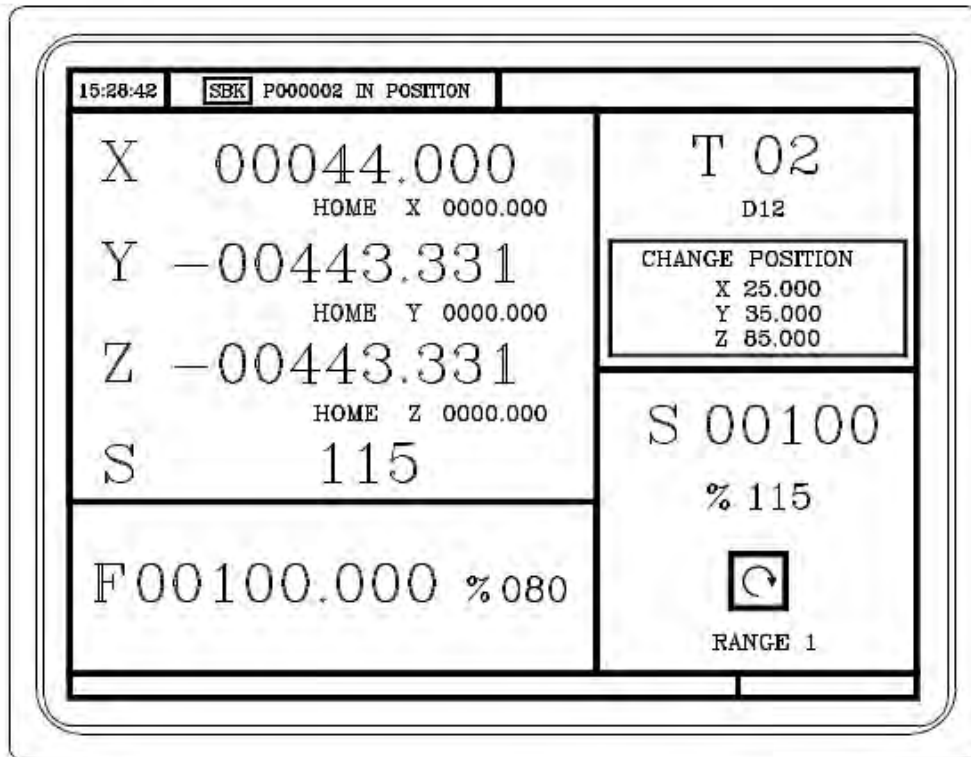 15:28:42 SBK P000002 IN POSITION
X 00044.000
HOME X 0000.000
Y -00443.331
HOME Y 0000.000
Z -00443.331
HOME Z 0000.000
S 115
F00100.000 %080
T 02
D12
CHANGE POSITION
X 25.000
Y 35.000
Z 85.000
S 00100
% 115
RANGE 1